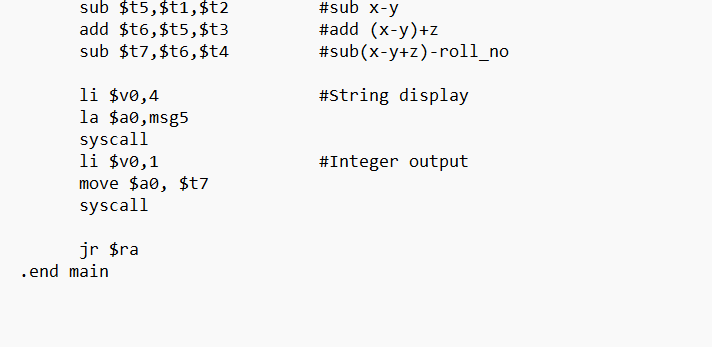 sub $t5,$t1,$t2 #sub x-y
add $t6,$t5,$t3 #add (x-y)+z
sub $t7,$t6,$t4 #sub(x-y+z)-roll_no
li $v0,4 #String display
la $a0,msg5
syscall
li $v0,1 #Integer output
move $a0, $t7
syscall
jr $ra
.end main